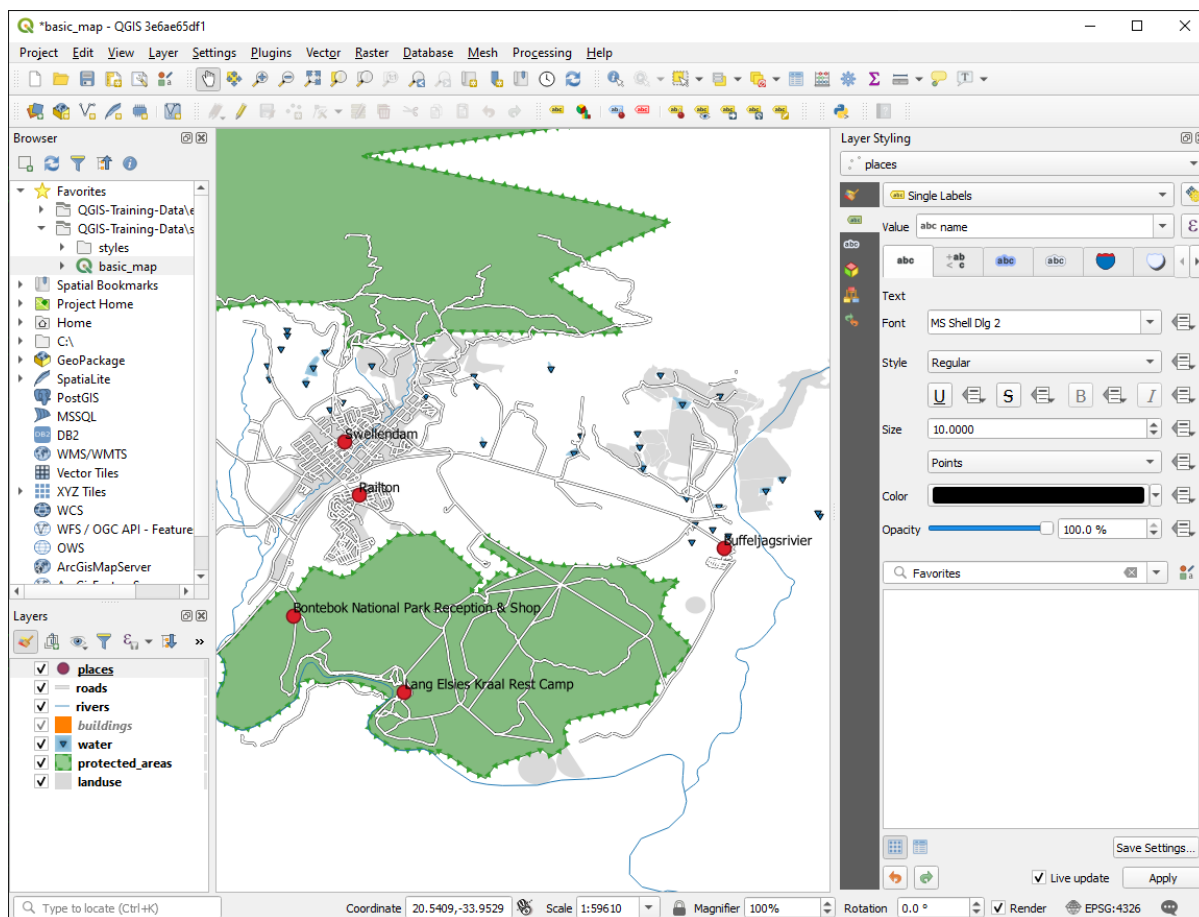 *basic_map - QGIS 3e6ae65df1
Project Edit View Layer Settings Plugins Vector Raster Database Mesh Processing Help
Browser
Favorites
QGIS-Training-Data\e
QGIS-Training-Data\s
styles
basic_map
Spatial Bookmarks
Project Home
Home
C:\
GeoPackage
SpatiaLite
PostGIS
MSSQL
DB2
WMS/WMTS
Vector Tiles
XYZ Tiles
WCS
WFS / OGC API - Feature
OWS
ArcGisMapServer
Layers
places
roads
rivers
buildings
water
protected_areas
landuse
Swellendam
Railton
Buffeljagsrivier
Bontebok National Park Reception & Shop
Lang Elsies Kraal Rest Camp
Layer Styling
places
Single Labels
Value abc name
Text
Font MS Shell Dlg 2
Style Regular
U S B I
Size 10.0000
Points
Color
Opacity 100.0 %
Favorites
Save Settings...
Live update Apply
Type to locate (Ctrl+K) Coordinate 20.5409,-33.9529 Scale 1:59610 Magnifier 100% Rotation 0.0 ° Render EPSG:4326